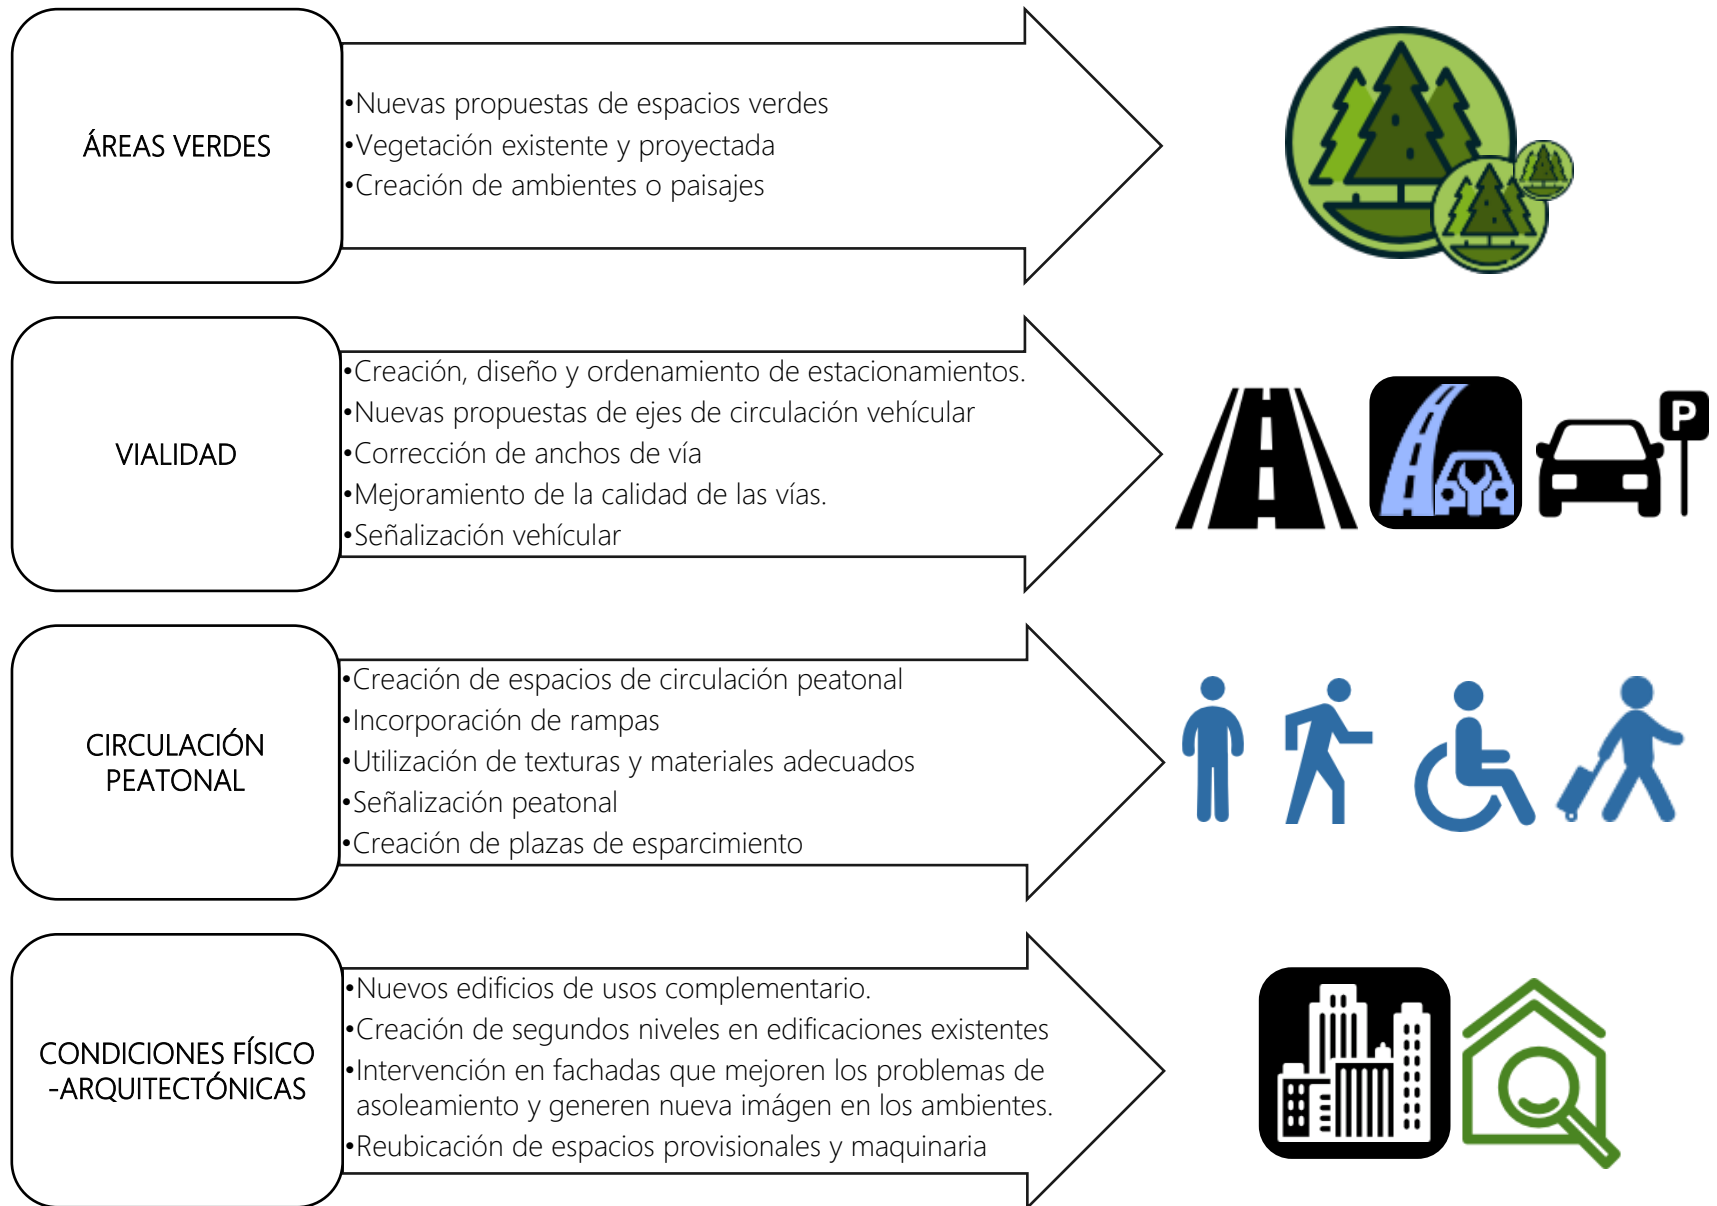 ÁREAS VERDES
•Nuevas propuestas de espacios verdes
•Vegetación existente y proyectada
•Creación de ambientes o paisajes
VIALIDAD
•Creación, diseño y ordenamiento de estacionamientos.
•Nuevas propuestas de ejes de circulación vehícular
•Corrección de anchos de vía
•Mejoramiento de la calidad de las vías.
•Señalización vehícular
P
CIRCULACIÓN
PEATONAL
•Creación de espacios de circulación peatonal
•Incorporación de rampas
•Utilización de texturas y materiales adecuados
•Señalización peatonal
•Creación de plazas de esparcimiento
CONDICIONES FÍSICO
-ARQUITECTÓNICAS
•Nuevos edificios de usos complementario.
•Creación de segundos niveles en edificaciones existentes
•Intervención en fachadas que mejoren los problemas de
asoleamiento y generen nueva imágen en los ambientes.
•Reubicación de espacios provisionales y maquinaria